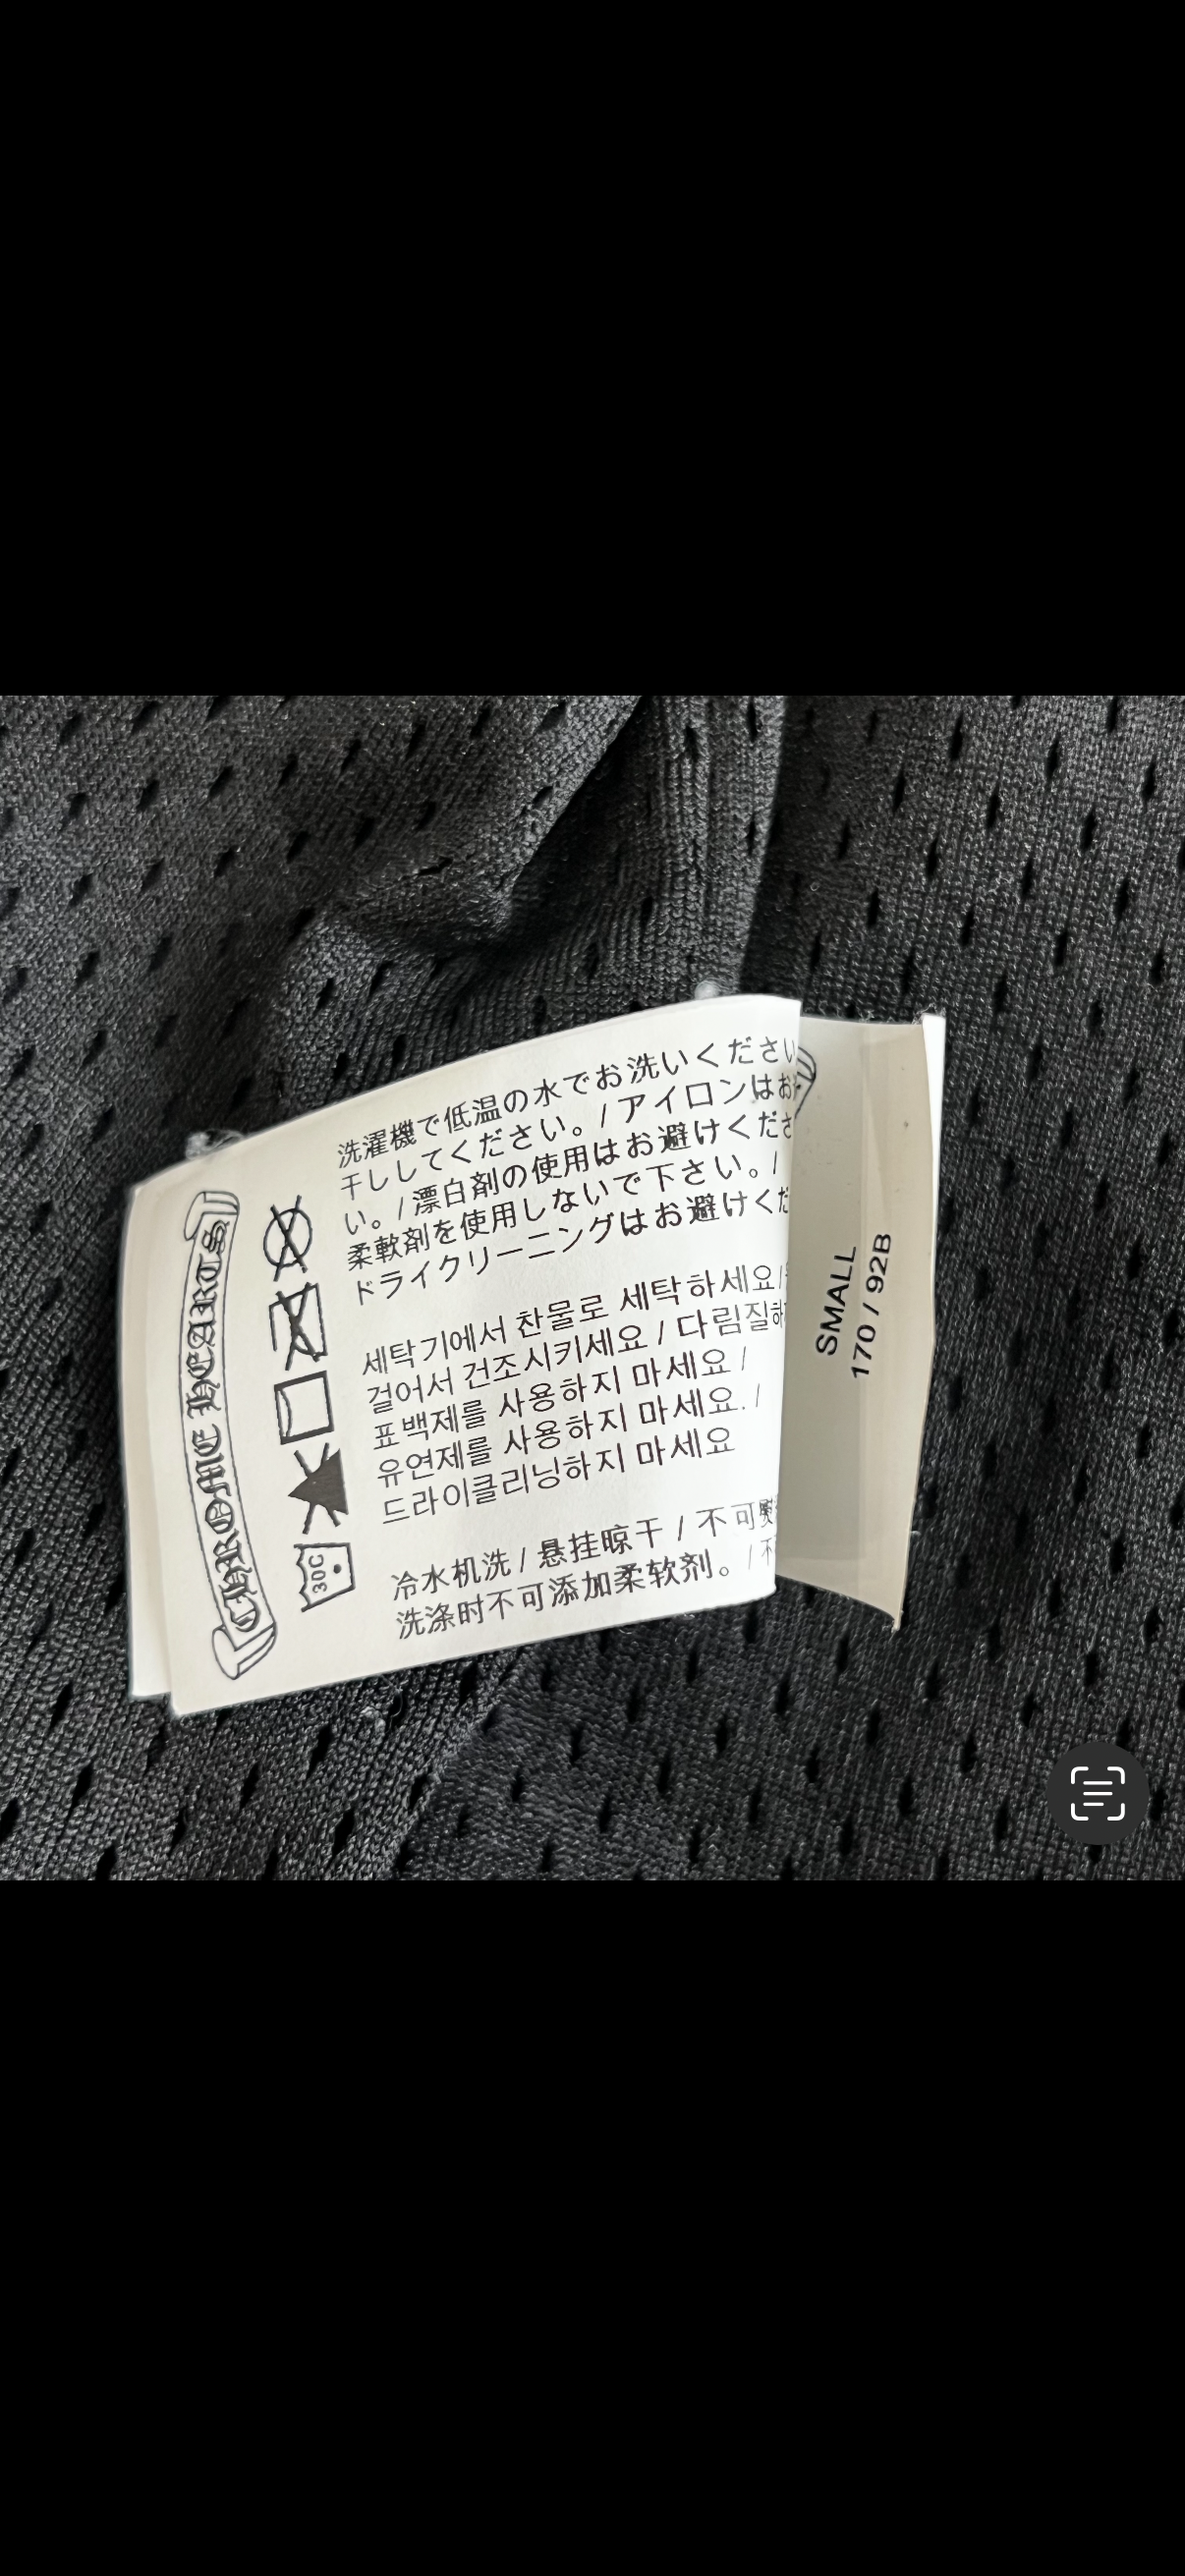 CHROME HEARTS
洗濯機で低温の水でお洗いくださ
干ししてください。/ アイロンはお
い。/ 漂白剤の使用はお避けくださ
柔軟剤を使用しないで下さい。/
ドライクリーニングはお避けくだ
세탁기에서 찬물로 세탁하세요/
걸어서 건조시키세요 / 다림질하
표백제를 사용하지 마세요 /
유연제를 사용하지 마세요. /
드라이클리닝하지 마세요
冷水机洗 / 悬挂晾干 / 不可熨
洗涤时不可添加柔软剂。/ 不
30C
SMALL
170 / 92B